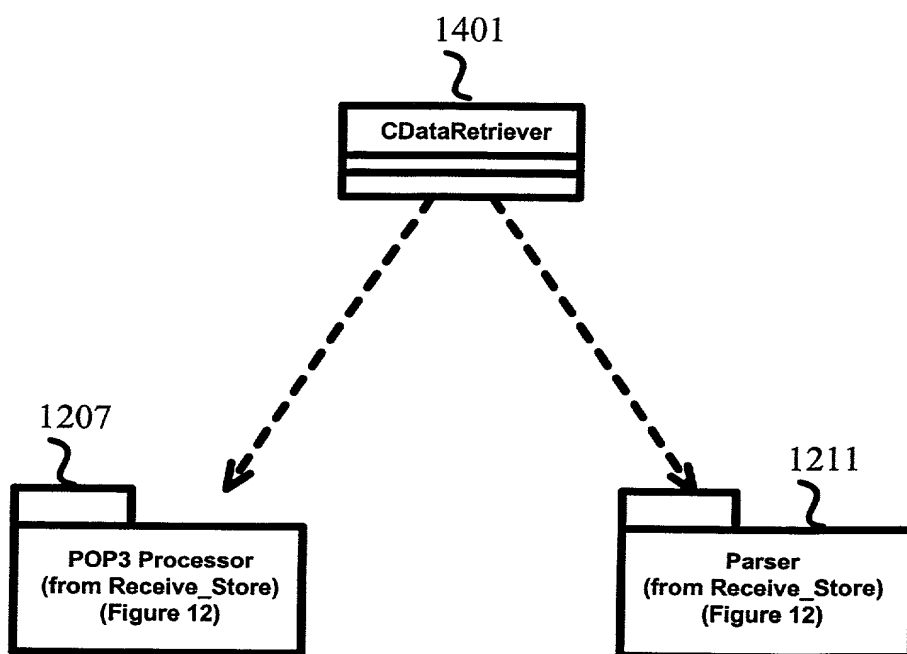 1401
CDataRetriever
1207
POP3 Processor
(from Receive_Store)
(Figure 12)
1211
Parser
(from Receive_Store)
(Figure 12)